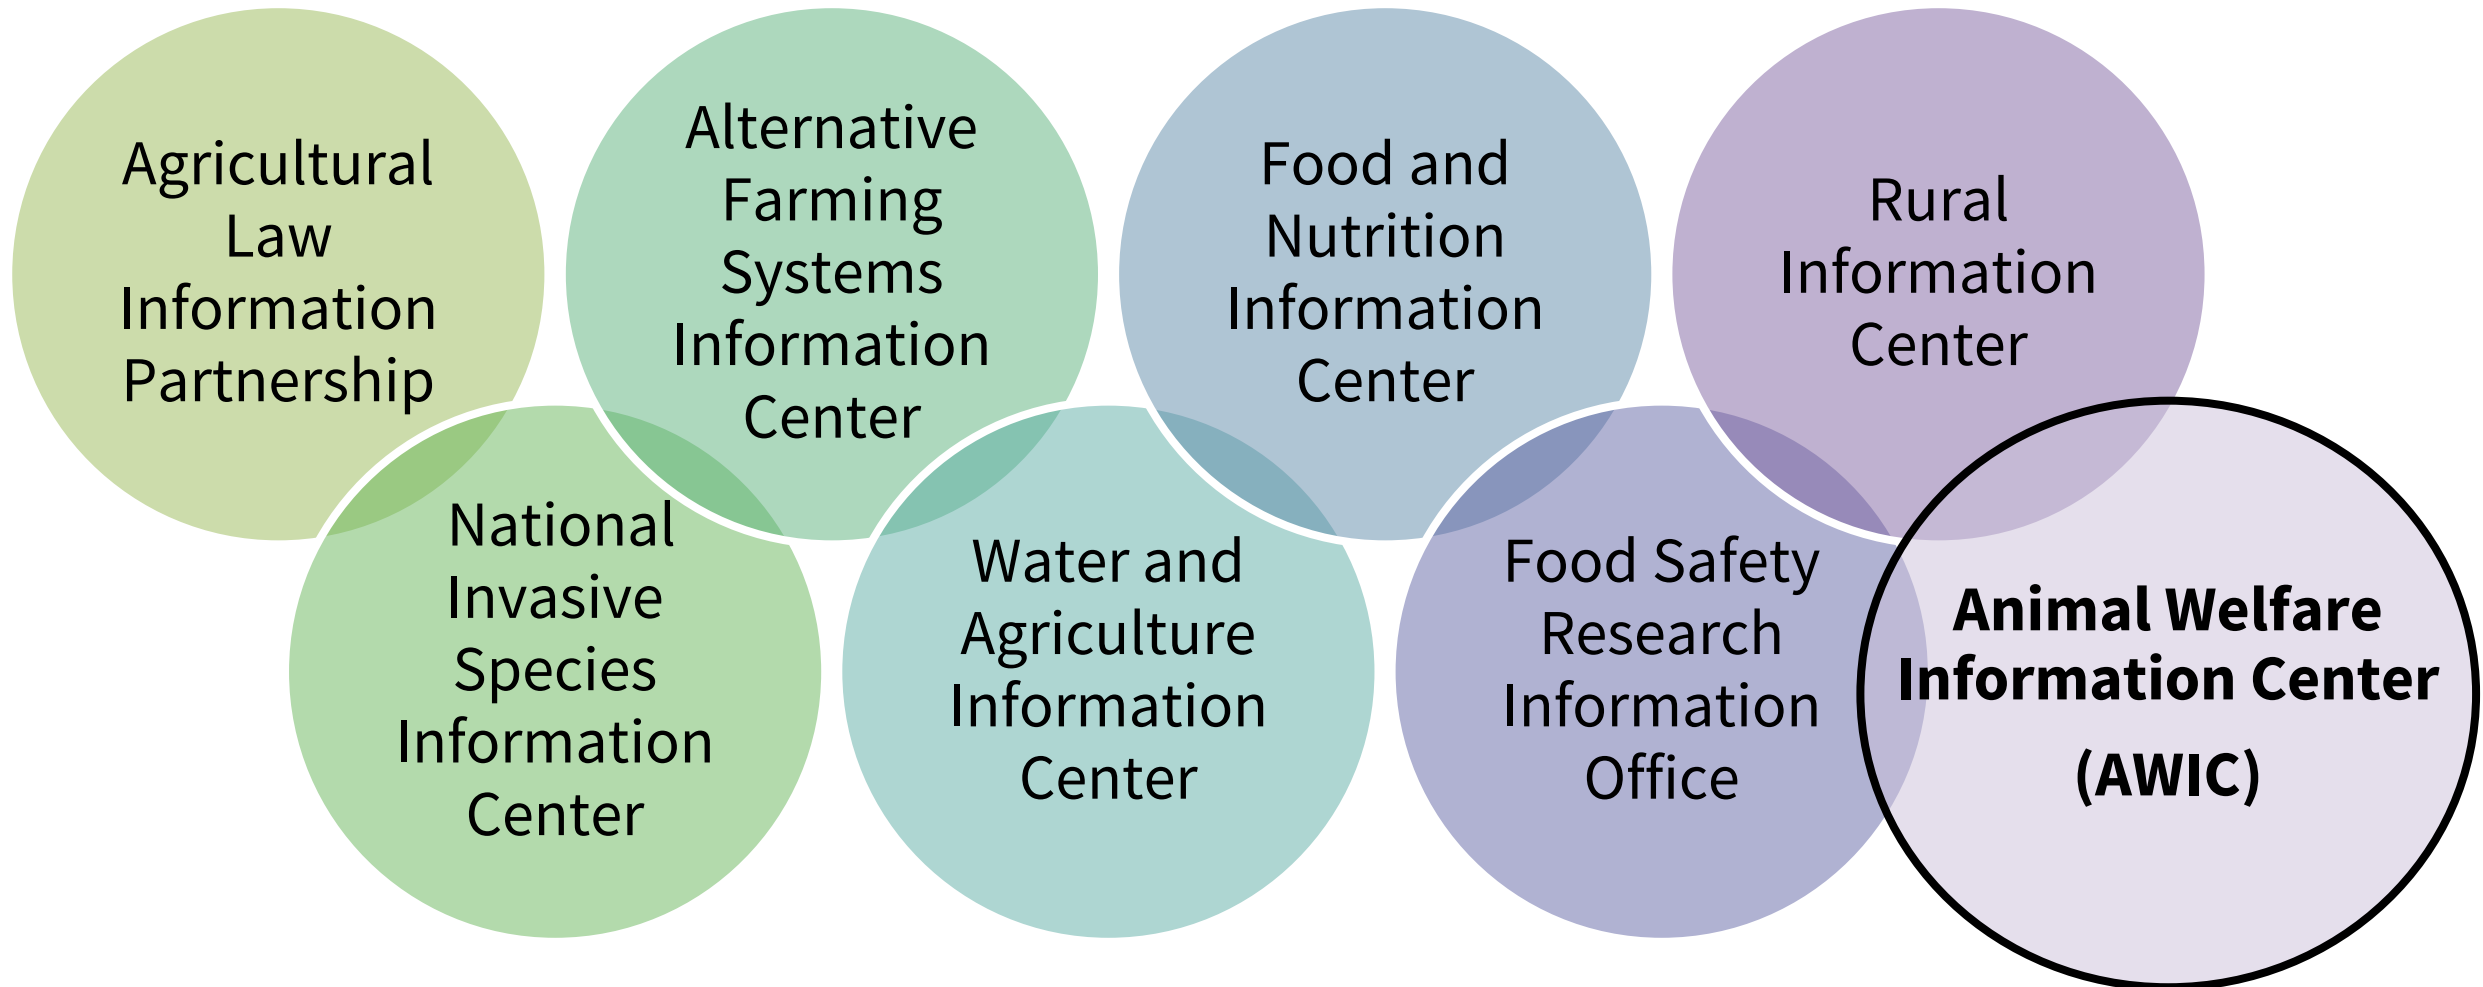 Agricultural
Law
Information
Partnership
National
Invasive
Species
Information
Center
Alternative
Farming
Systems
Information
Center
Water and
Agriculture
Information
Center
Food and
Nutrition
Information
Center
Food Safety
Research
Information
Office
Rural
Information
Center
Animal Welfare
Information Center
(AWIC)